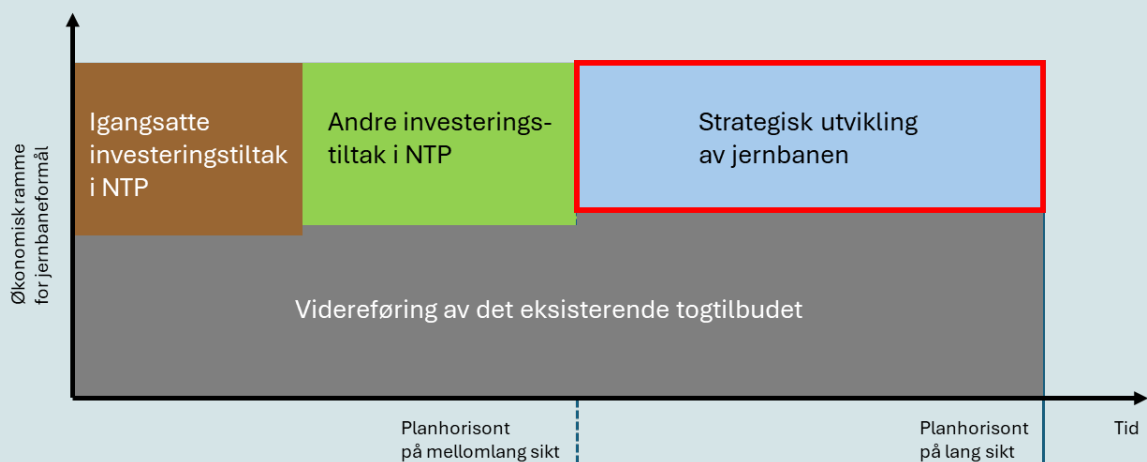 Økonomisk ramme
for jernbaneformål
Igangsatte
investeringstiltak
i NTP
Andre investerings-
tiltak i NTP
Strategisk utvikling
av jernbanen
Videreføring av det eksisterende togtilbudet
Planhorisont
på mellomlang sikt
Planhorisont
på lang sikt
Tid